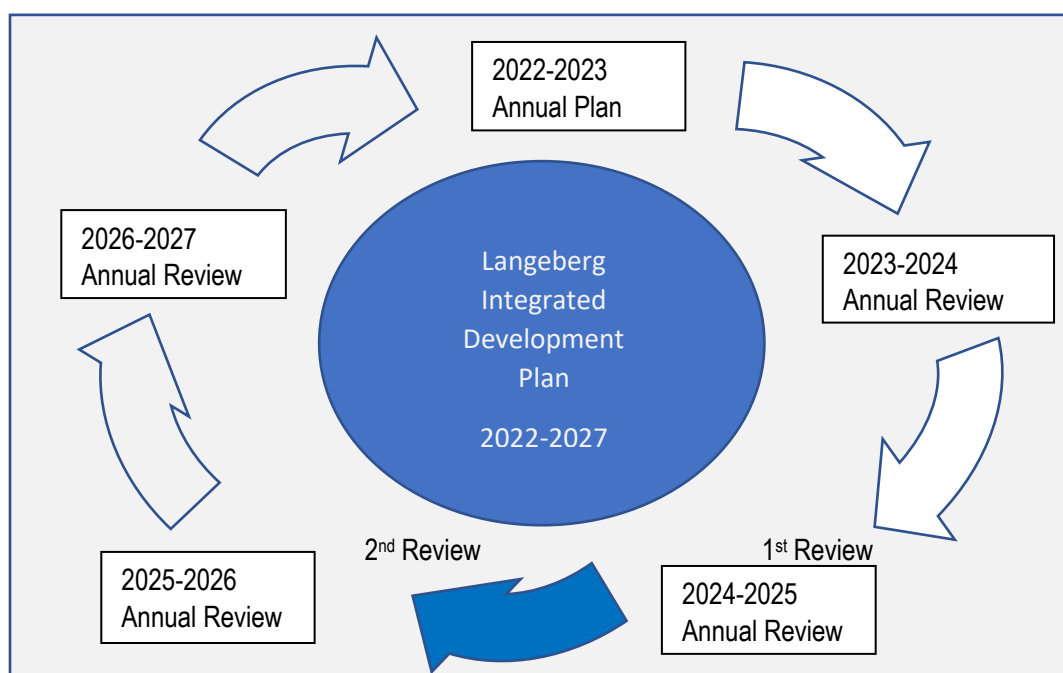 2022-2023
Annual Plan
2026-2027
Annual Review
Langeberg
Integrated
Development
Plan
2022-2027
2023-2024
Annual Review
2nd Review
1st Review
2025-2026
Annual Review
2024-2025
Annual Review